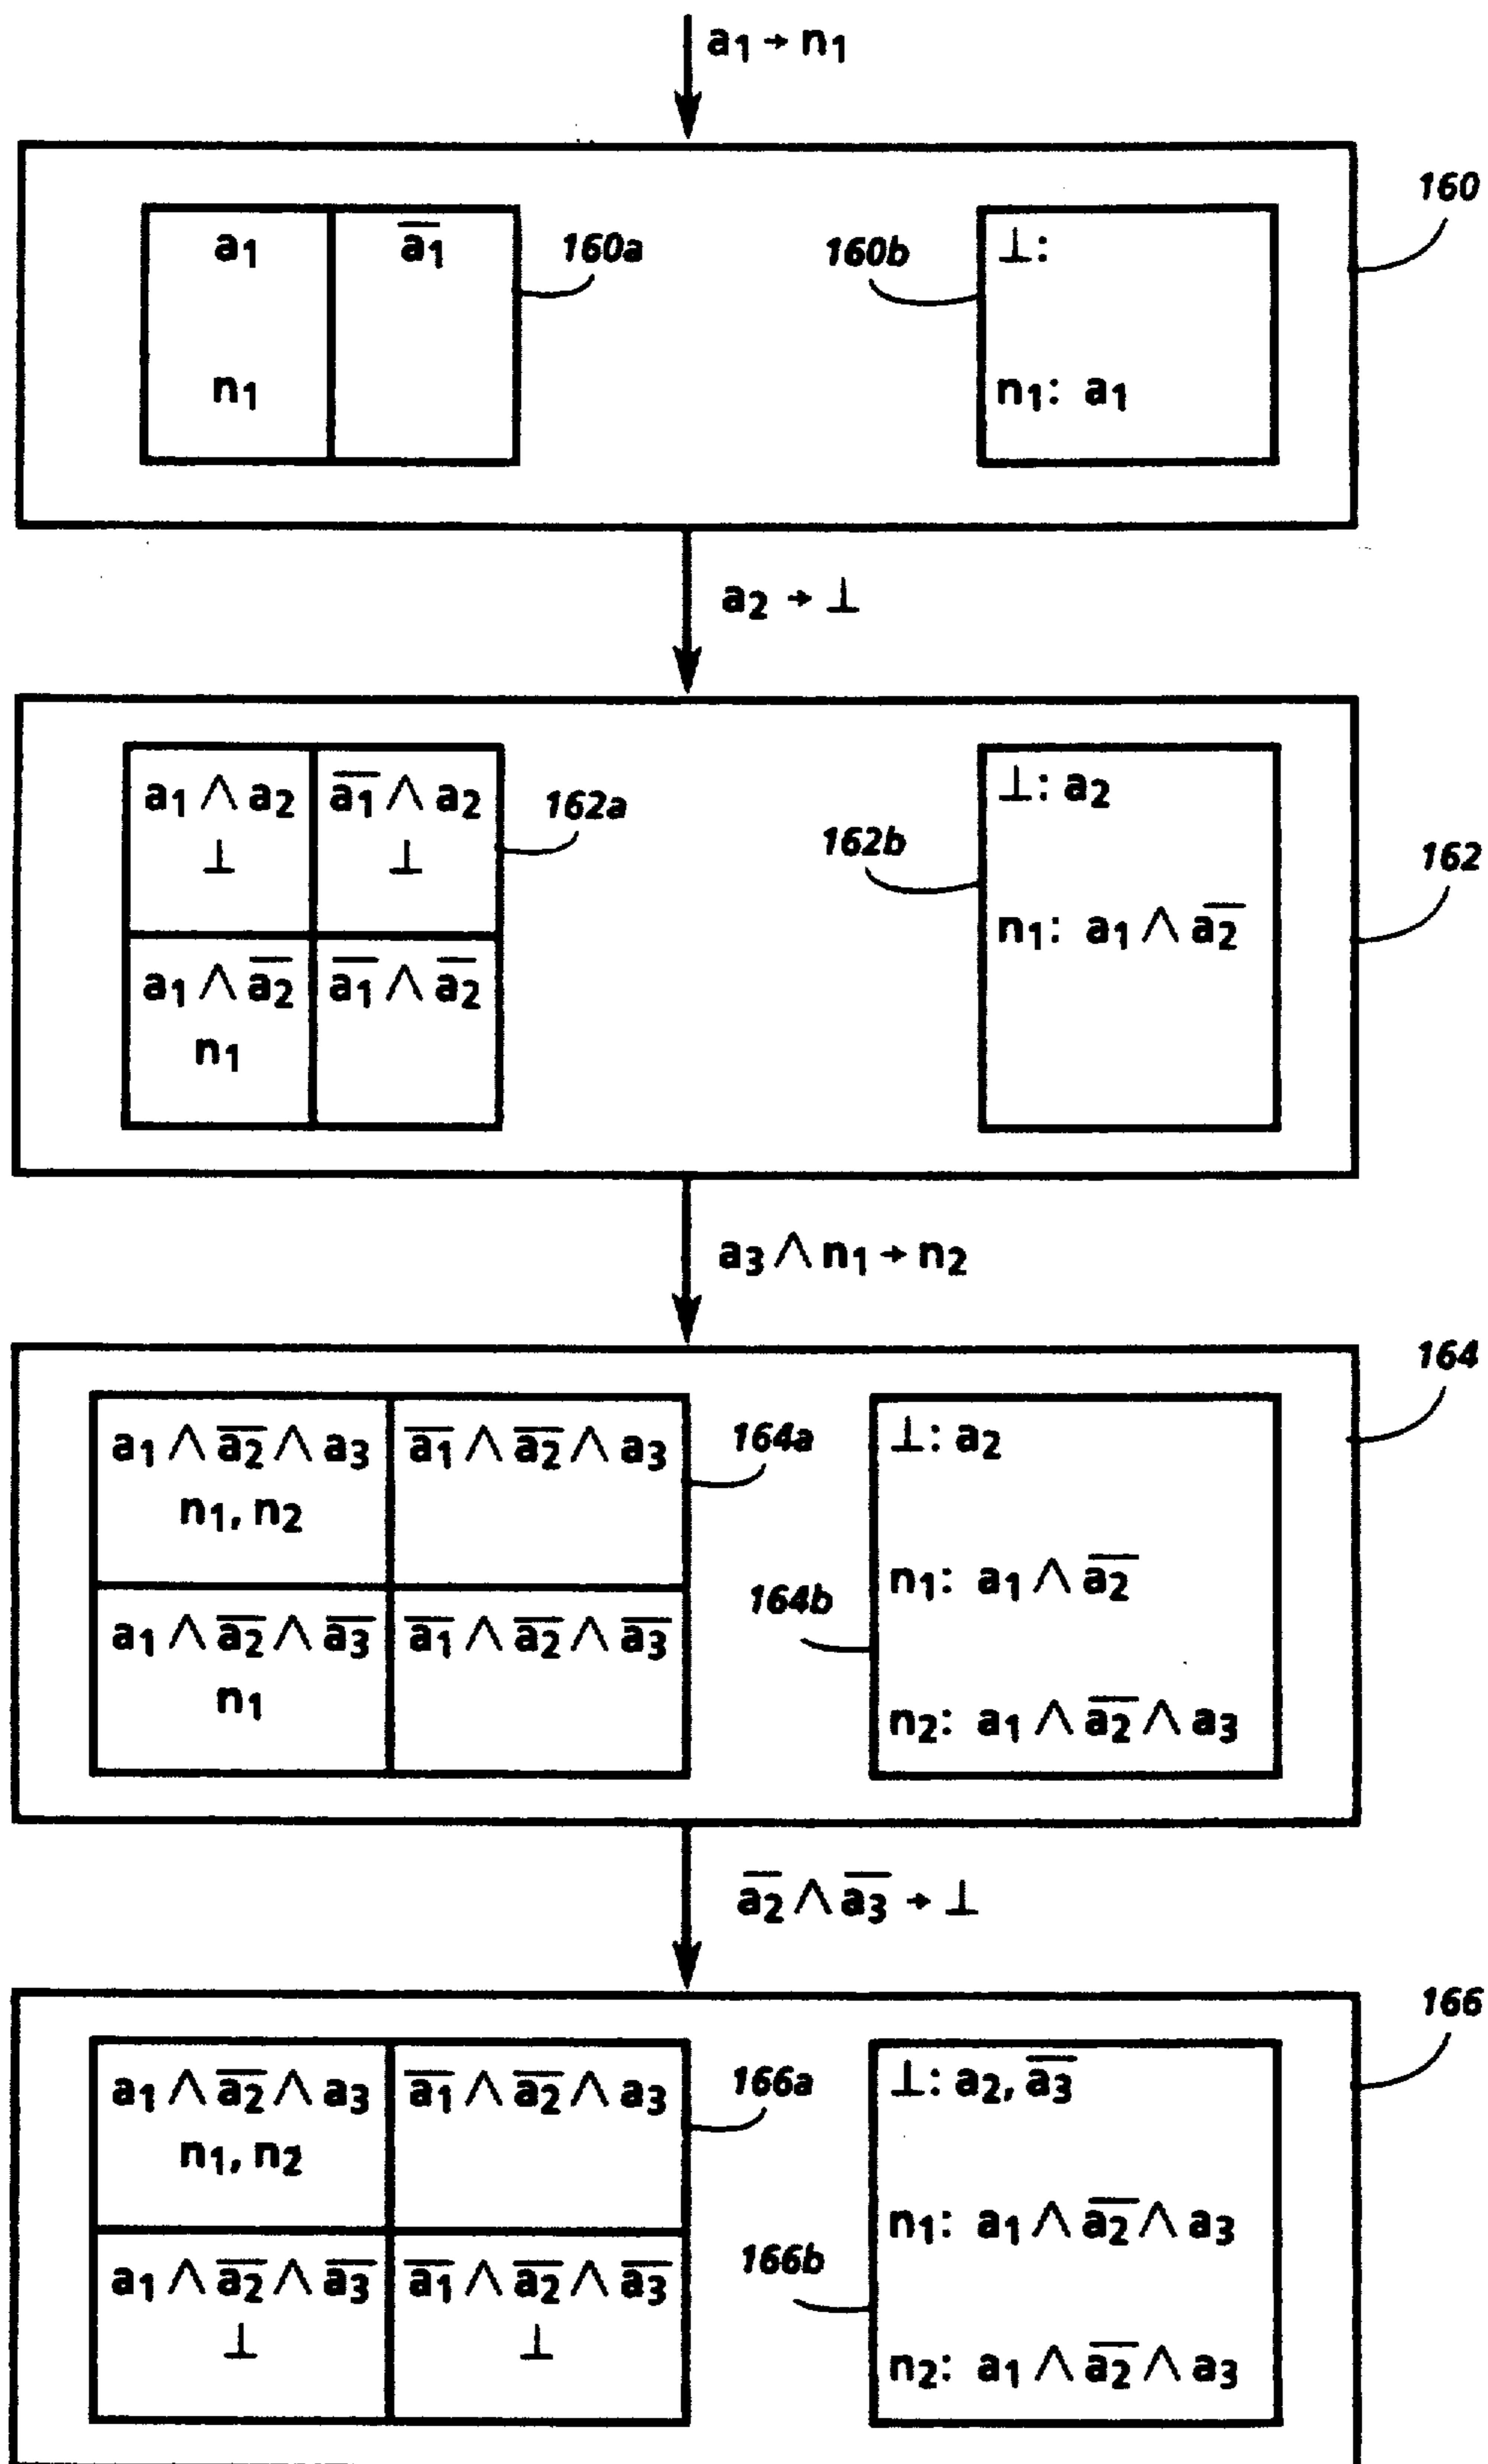 a₁ → n₁
160
a₁ a̅₁ 160a 160b ⊥:
n₁ n₁: a₁
a₂ → ⊥
a₁ ∧ a₂ a̅₁ ∧ a₂ 162a ⊥: a₂
⊥ ⊥ 162b 162
a₁ ∧ a̅₂ a̅₁ ∧ a̅₂ n₁: a₁ ∧ a̅₂
n₁
a₃ ∧ n₁ → n₂
164
a₁ ∧ a̅₂ ∧ a₃ a̅₁ ∧ a̅₂ ∧ a₃ 164a ⊥: a₂
n₁, n₂
n₁: a₁ ∧ a̅₂
a₁ ∧ a̅₂ ∧ a̅₃ a̅₁ ∧ a̅₂ ∧ a̅₃ 164b
n₁ n₂: a₁ ∧ a̅₂ ∧ a₃
a̅₂ ∧ a̅₃ → ⊥
166
a₁ ∧ a̅₂ ∧ a₃ a̅₁ ∧ a̅₂ ∧ a₃ 166a ⊥: a₂, a̅₃
n₁, n₂
n₁: a₁ ∧ a̅₂ ∧ a₃
a₁ ∧ a̅₂ ∧ a̅₃ a̅₁ ∧ a̅₂ ∧ a̅₃ 166b
⊥ ⊥ n₂: a₁ ∧ a̅₂ ∧ a₃